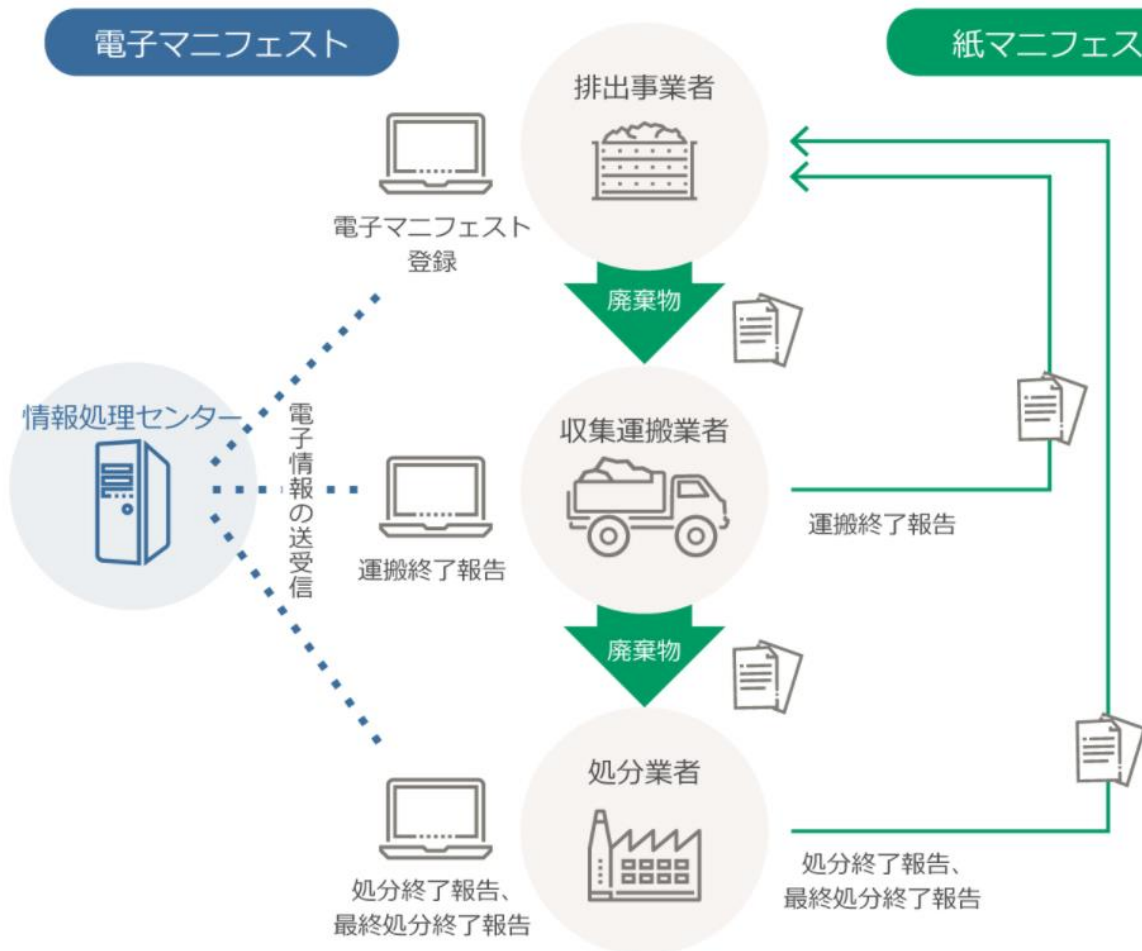 電子マニフェスト
紙マニフェス
排出事業者
電子マニフェスト
登録
廃棄物
情報処理センター
電子情報の送受信
収集運搬業者
運搬終了報告
運搬終了報告
廃棄物
処分業者
処分終了報告、
最終処分終了報告
処分終了報告、
最終処分終了報告